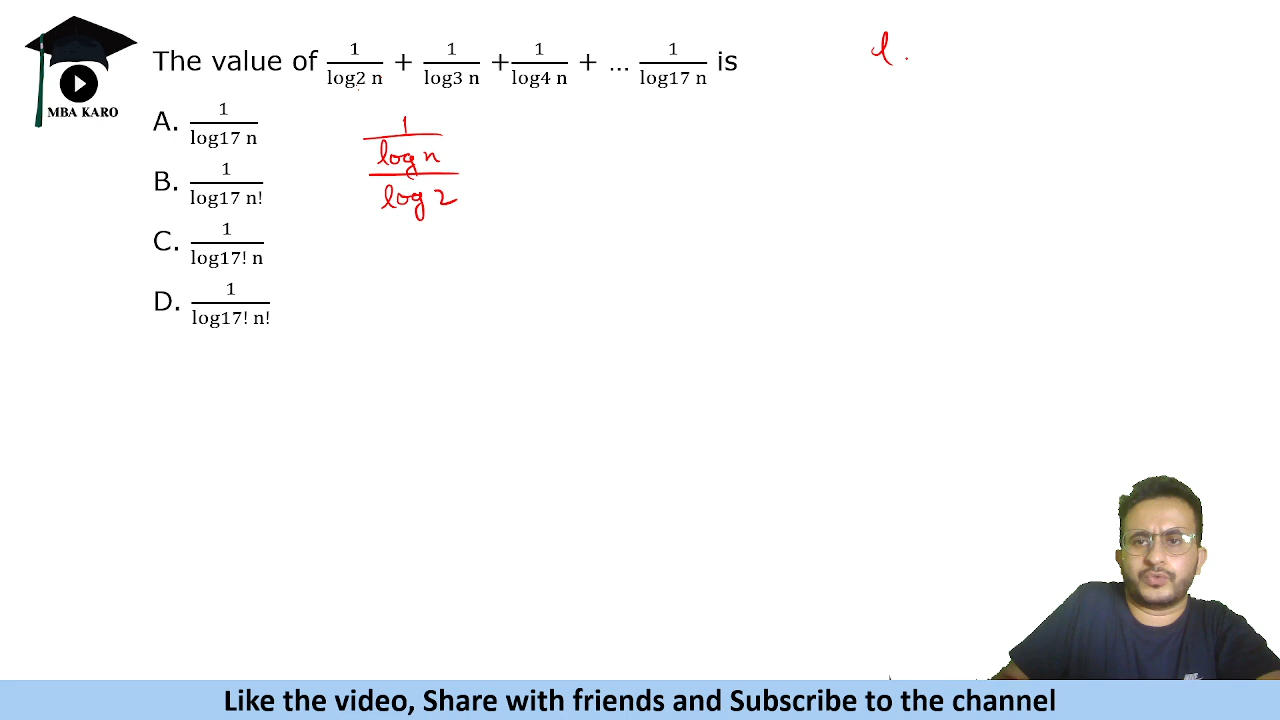 The value of 1/log2 n + 1/log3 n + 1/log4 n + ... 1/log17 n is
MBA KARO
A. 1/log17 n
B. 1/log17 n!
C. 1/log17! n
D. 1/log17! n!
1
log n
log 2
Like the video, Share with friends and Subscribe to the channel